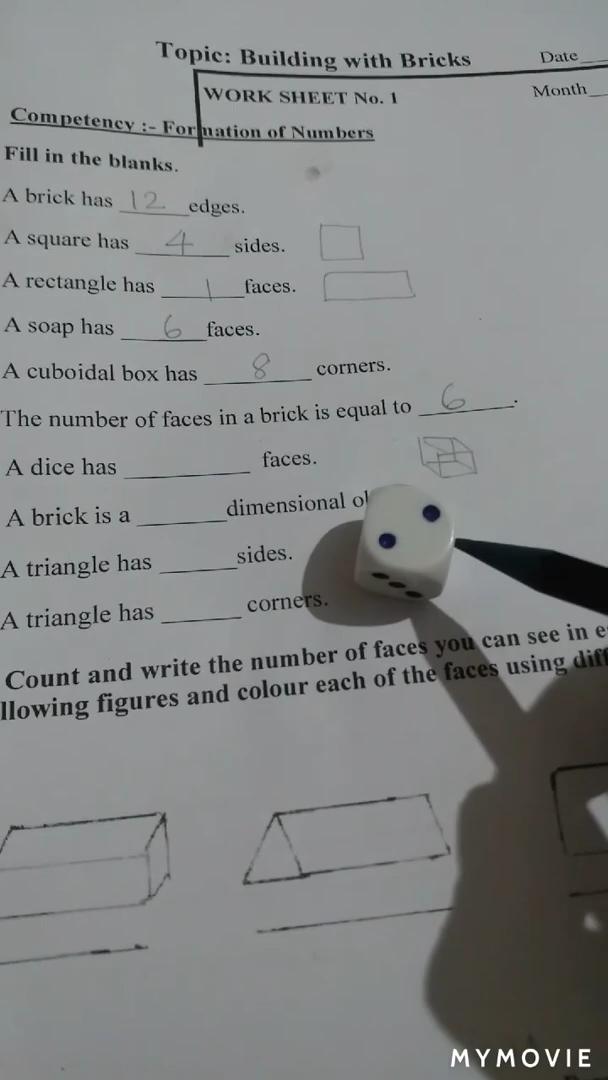 Topic: Building with Bricks
Date
WORK SHEET No. 1
Month
Competency :- Formation of Numbers
Fill in the blanks.
A brick has 12 edges.
A square has 4 sides.
A rectangle has 1 faces.
A soap has 6 faces.
A cuboidal box has 8 corners.
The number of faces in a brick is equal to 6.
A dice has faces.
A brick is a dimensional
A triangle has sides.
A triangle has corners.
Count and write the number of faces you can see in
figures and colour each of the faces using
MYMOVIE